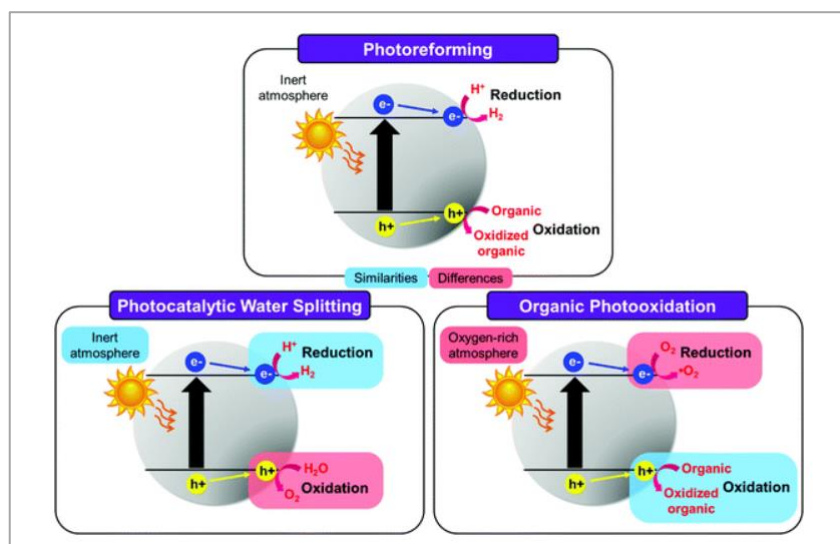 Photoreforming
Inert
atmosphere
e-
e-
H⁺
Reduction
H₂
h+
h+
Organic
Oxidation
Oxidized
organic
Similarities
Differences
Photocatalytic Water Splitting
Inert
atmosphere
e-
e-
H⁺
Reduction
H₂
h+
h+
H₂O
Oxidation
O₂
Organic Photooxidation
Oxygen-rich
atmosphere
e-
e-
O₂
Reduction
•O₂
h+
h+
Organic
Oxidation
Oxidized
organic